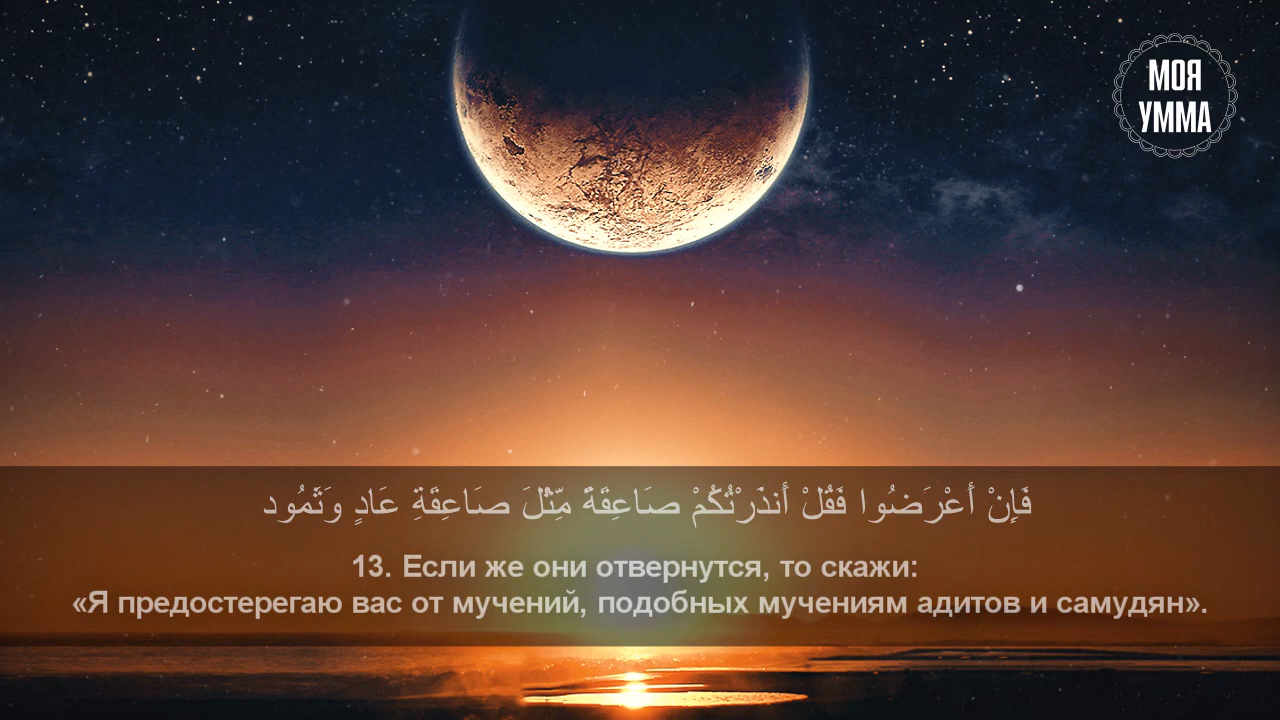 МОЯ
УММА
فَإِنْ أَعْرَضُوا فَقُلْ أَنذَرْتُكُمْ صَاعِقَةً مِّثْلَ صَاعِقَةِ عَادٍ وَثَمُود
13. Если же они отвернутся, то скажи:
«Я предостерегаю вас от мучений, подобных мучениям адитов и самудян».